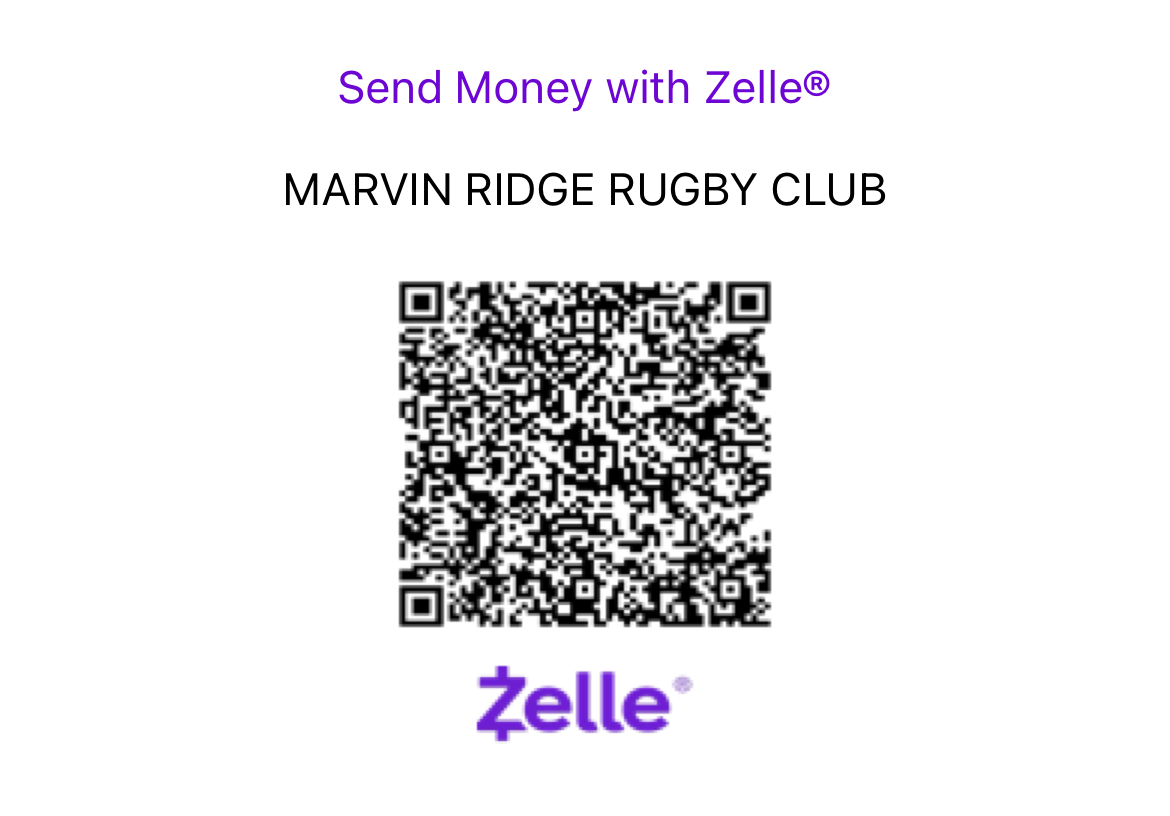 Send Money with Zelle®
MARVIN RIDGE RUGBY CLUB
Zelle®